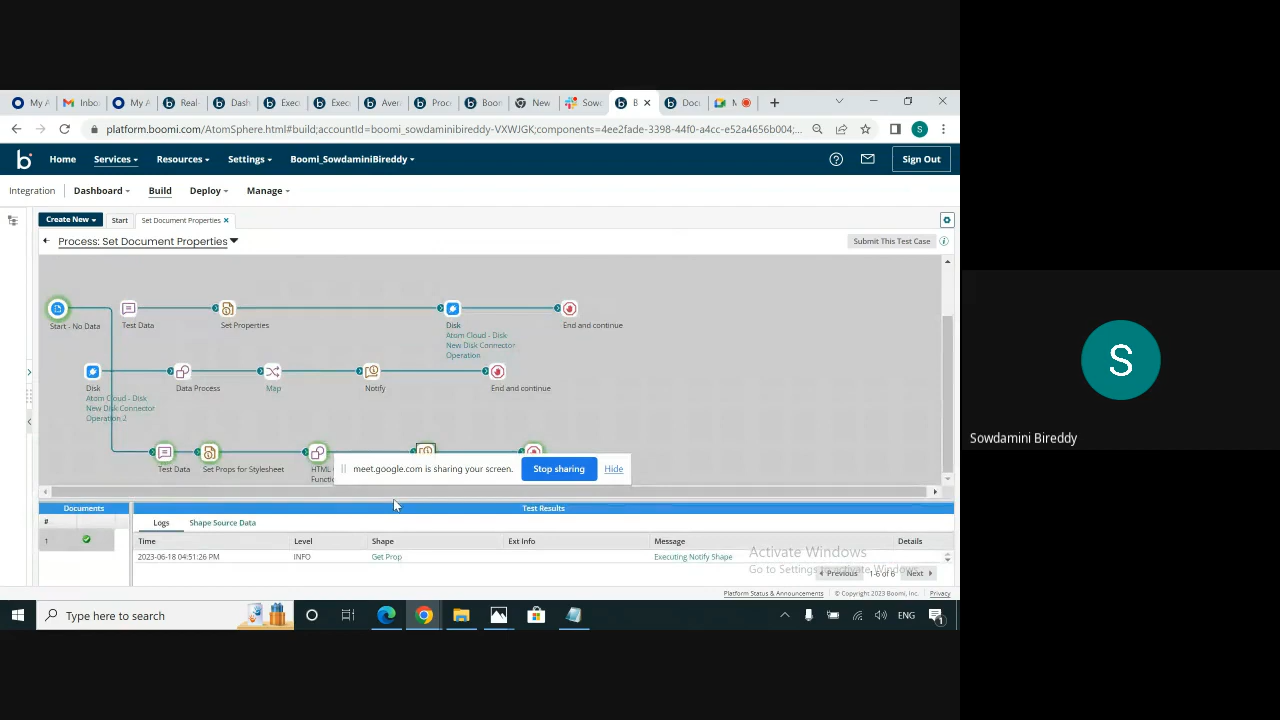 My A
Inbo
My A
Real-
Dash
Exec
Exec
Aver
Proc
Boon
New
Sow
B
Doc
M
platform.boomi.com/AtomSphere.html#build;accountId=boomi_sowdaminibireddy-VXWJGK;components=4ee2fade-3398-44f0-a4cc-e52a4656b004;...
S
b Home Services Resources Settings Boomi_SowdaminiBireddy Sign Out
Integration Dashboard Build Deploy Manage
Create New Start Set Document Properties
Process: Set Document Properties Submit This Test Case
Start - No Data
Test Data
Set Properties
Disk
Atom Cloud - Disk
New Disk Connector
Operation
End and continue
Disk
Atom Cloud - Disk
New Disk Connector
Operation 2
Data Process
Map
Notify
End and continue
Test Data
Set Props for Stylesheet
HTML
Functio
meet.google.com is sharing your screen. Stop sharing Hide
Documents
#
1
Test Results
Logs Shape Source Data
Time Level Shape Ext Info Message Details
2023-06-18 04:51:26 PM INFO Get Prop Executing Notify Shape
Previous 1-6 of 6 Next
Activate Windows
Go to Settings to activate Windows.
Platform Status & Announcements © Copyright 2023 Boomi, Inc. Privacy
Type here to search
ENG
1
S
Sowdamini Bireddy